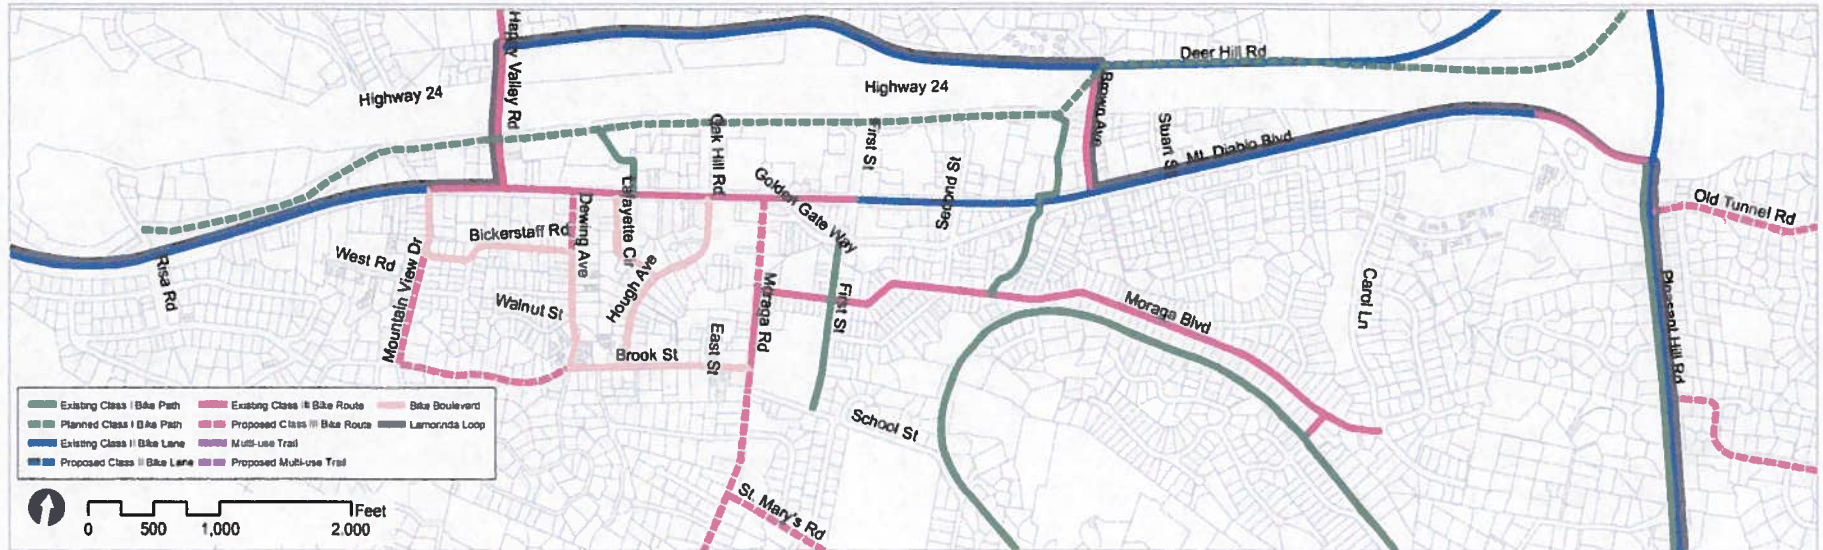 Happy Valley Rd
Deer Hill Rd
Highway 24
Highway 24
Brown Ave
Oak Hill Rd
First St
Stuart S
Mt. Diablo Blvd
Second St
Golden Gate Way
Lafayette Cir
Dewing Ave
Old Tunnel Rd
Bickerstaff Rd
West Rd
Mountain View Dr
Risa Rd
Hough Ave
Walnut St
Moraga Rd
First St
Moraga Blvd
Carol Ln
Pleasant Hill Rd
East St
Brook St
School St
St. Mary's Rd
Existing Class I Bike Path
Planned Class I Bike Path
Existing Class II Bike Lane
Proposed Class II Bike Lane
Existing Class III Bike Route
Proposed Class III Bike Route
Multi-use Trail
Proposed Multi-use Trail
Bike Boulevard
Lamorinda Loop
0 500 1,000 2,000
Feet